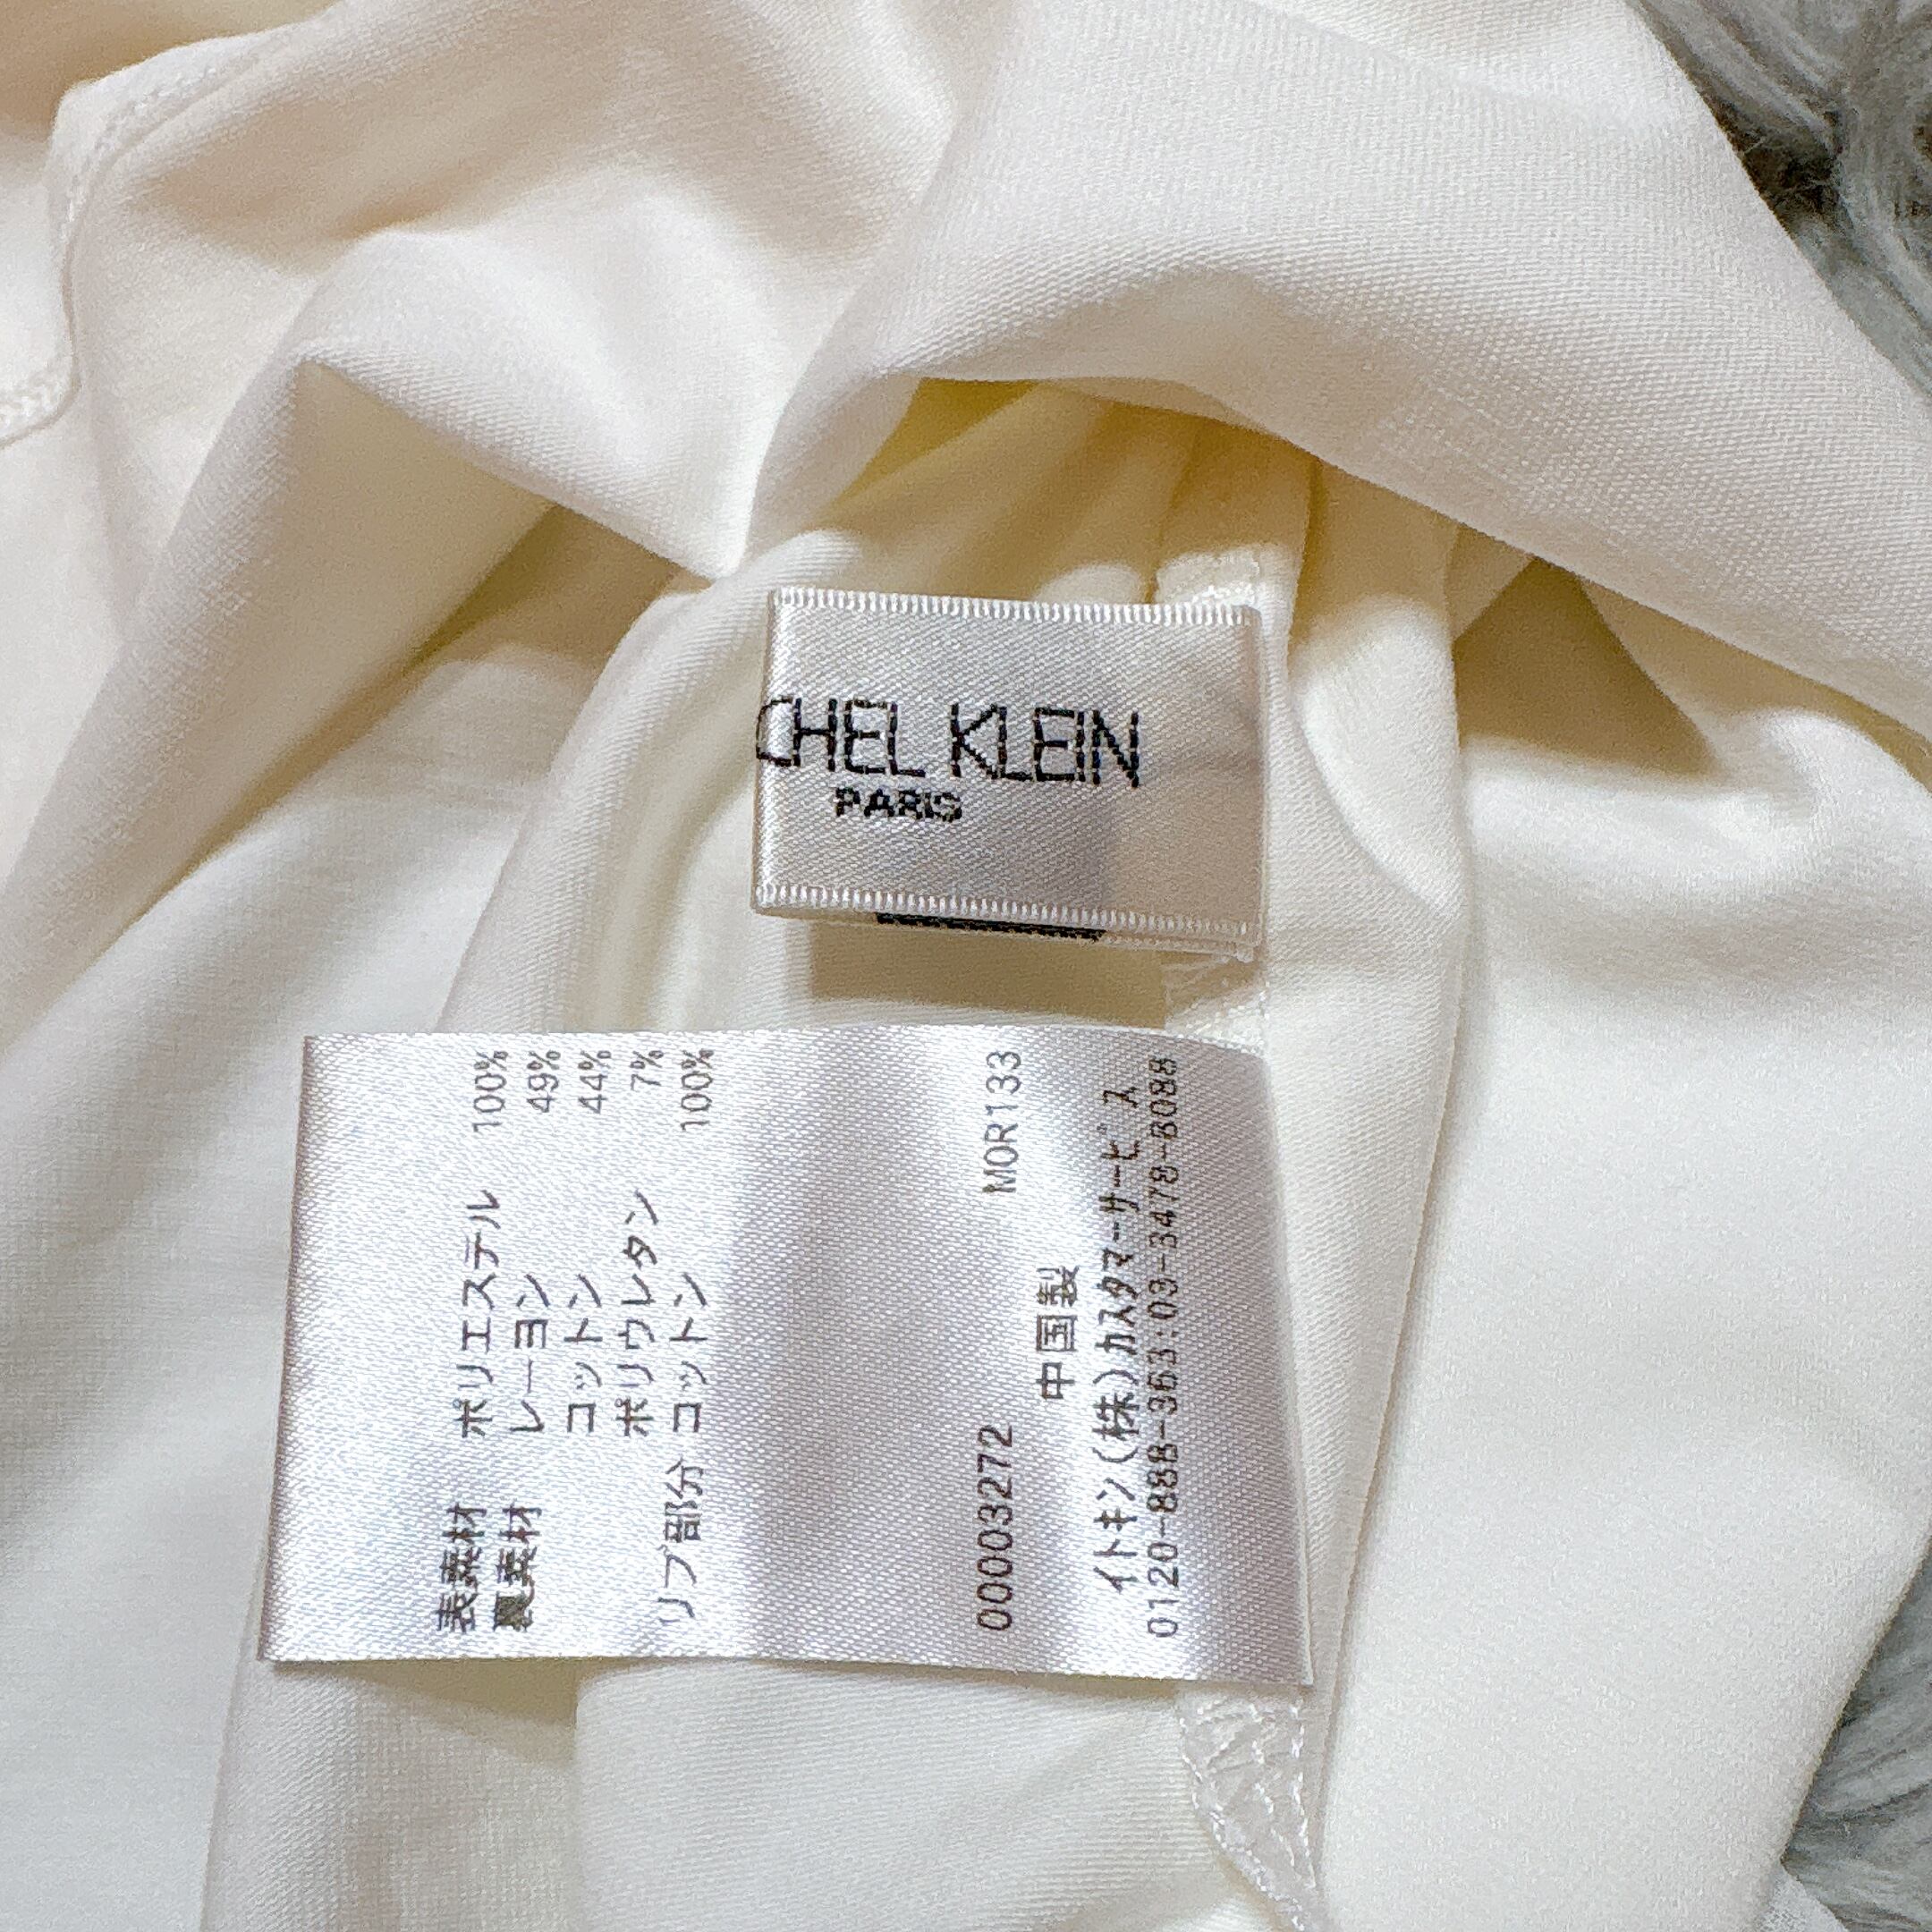 CHEL KLEIN
PARIS
表素材 ポリエステル 100%
裏素材 レーヨン 49%
コットン 44%
ポリウレタン 7%
リブ部分 コットン 100%
00003272 MOR133
中国製
イトキン(株)カスタマーサービス
0120-888-363:03-3478-8088